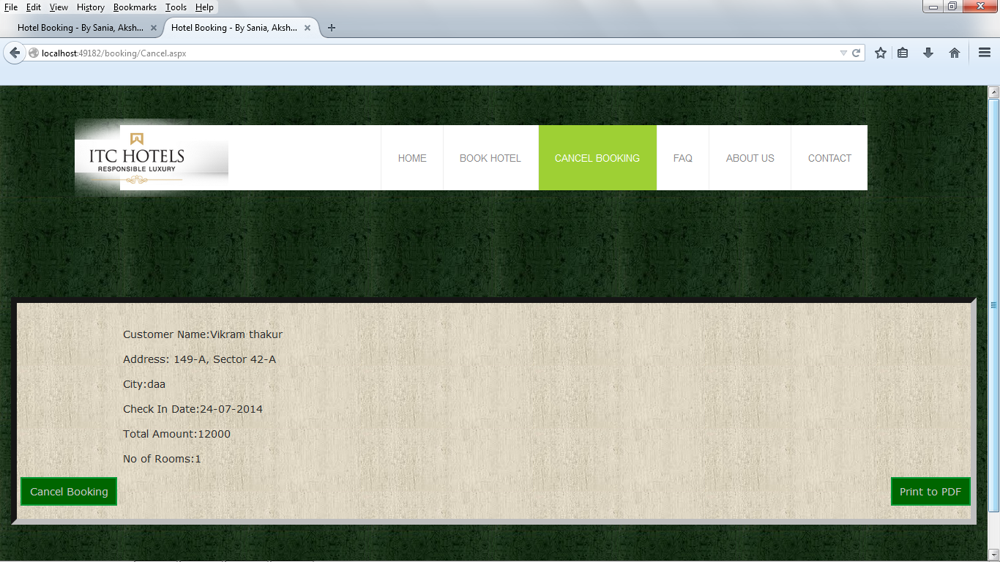 File Edit View History Bookmarks Tools Help
Hotel Booking - By Sania, Aksh... Hotel Booking - By Sania, Aksh...
localhost:49182/booking/Cancel.aspx
ITC HOTELS
RESPONSIBLE LUXURY
HOME BOOK HOTEL CANCEL BOOKING FAQ ABOUT US CONTACT
Customer Name:Vikram thakur
Address: 149-A, Sector 42-A
City:daa
Check In Date:24-07-2014
Total Amount:12000
No of Rooms:1
Cancel Booking Print to PDF